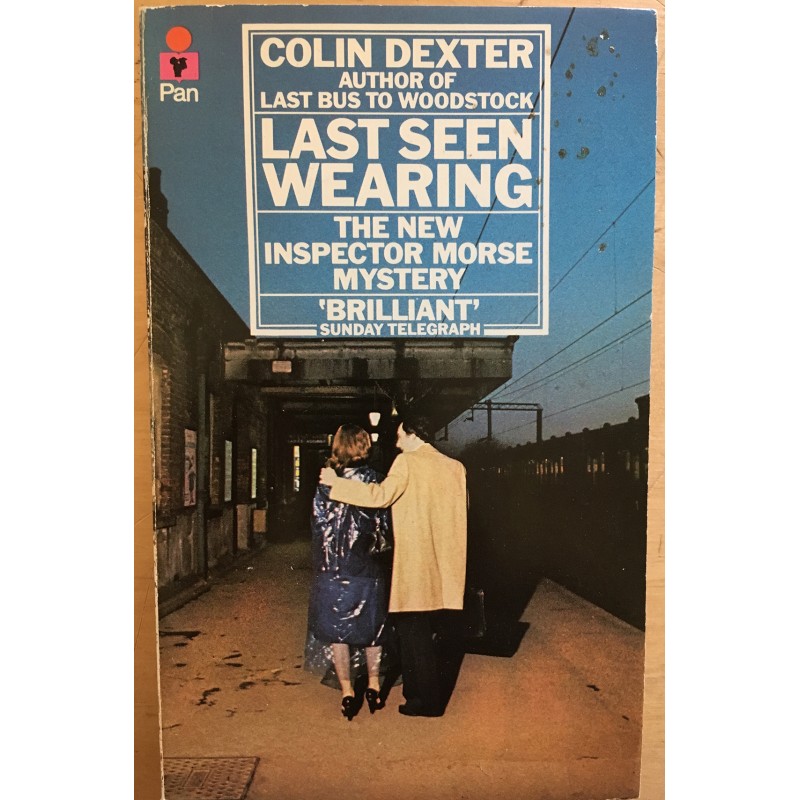 Pan
COLIN DEXTER
AUTHOR OF
LAST BUS TO WOODSTOCK
LAST SEEN
WEARING
THE NEW
INSPECTOR MORSE
MYSTERY
‘BRILLIANT’
SUNDAY TELEGRAPH